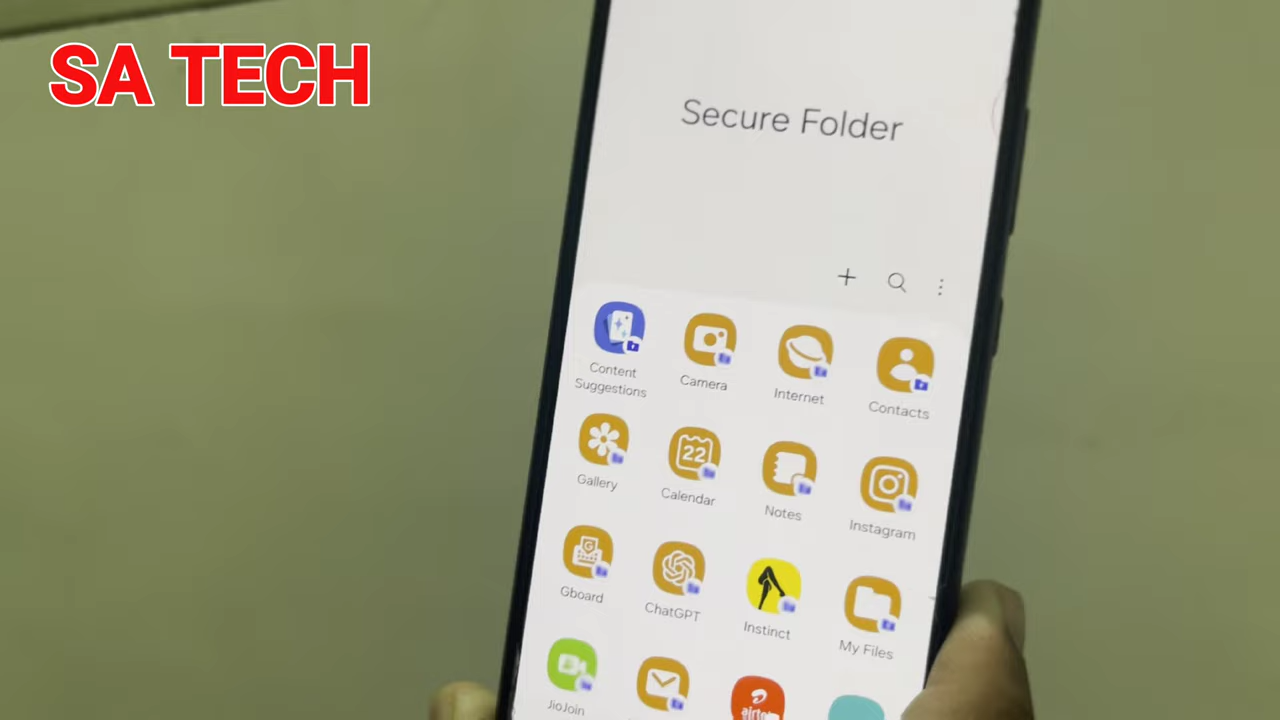 SA TECH
Secure Folder
Content
Suggestions
Camera
Internet
Contacts
22
Gallery
Calendar
Notes
Instagram
G
Gboard
ChatGPT
Instinct
My Files
JioJoin
airtel